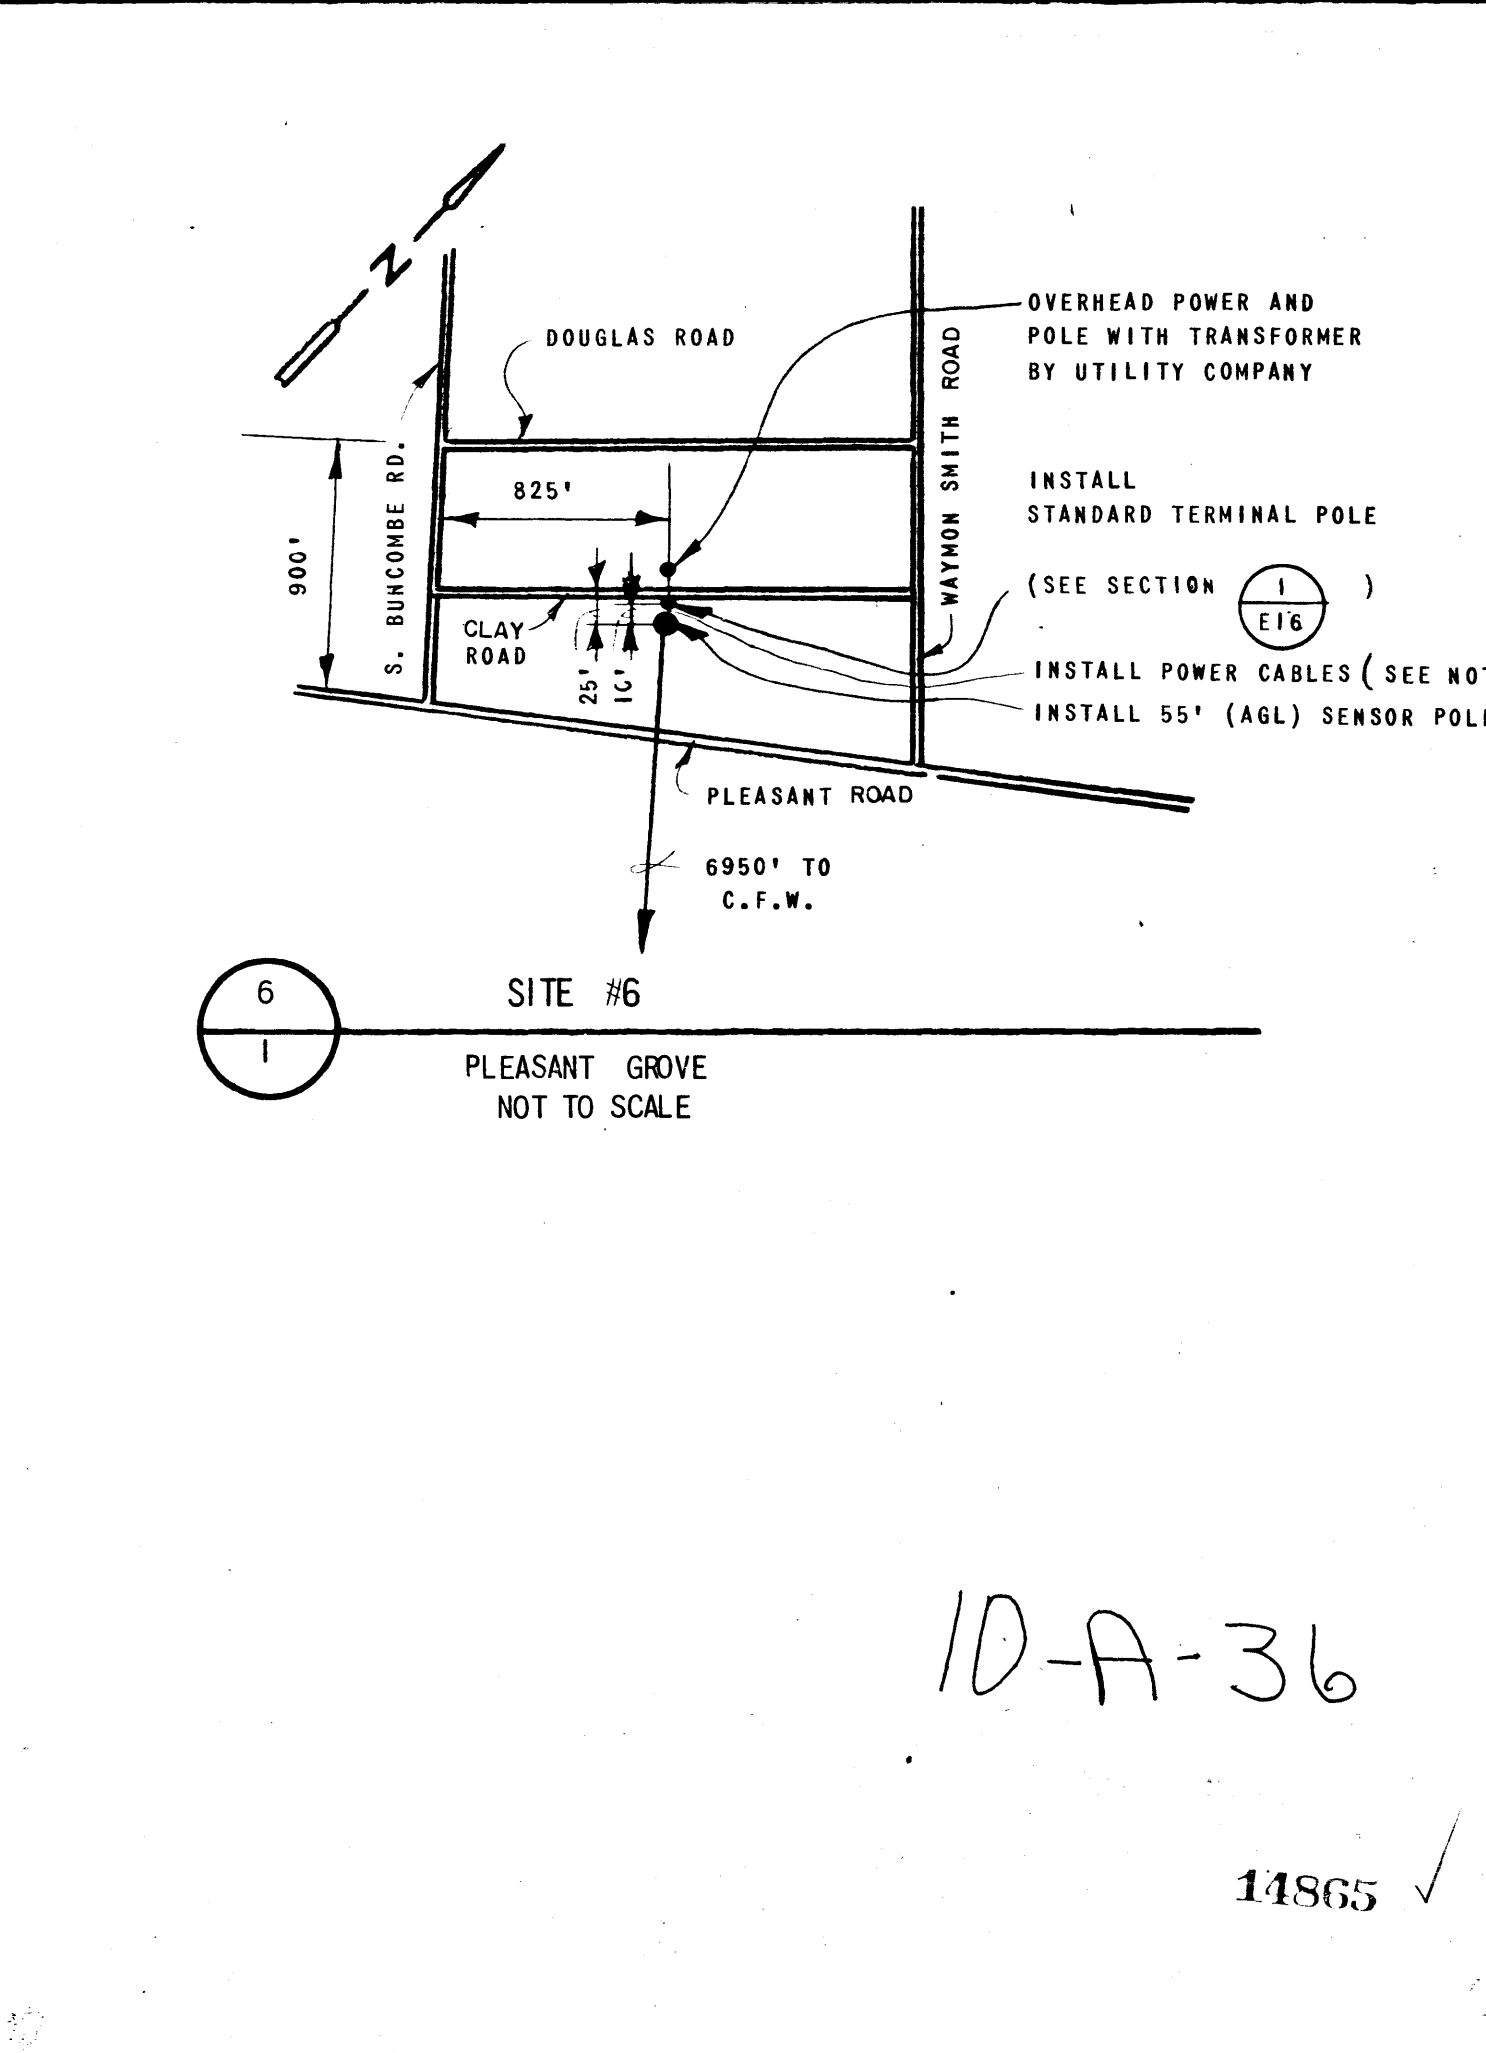 N
OVERHEAD POWER AND
POLE WITH TRANSFORMER
BY UTILITY COMPANY
DOUGLAS ROAD
WAYMON SMITH ROAD
S. BUNCOMBE RD.
900'
825'
INSTALL
STANDARD TERMINAL POLE
(SEE SECTION 1 )
E16
CLAY
ROAD
25'
10'
INSTALL POWER CABLES (SEE NOT
INSTALL 55' (AGL) SENSOR POLE
PLEASANT ROAD
6950' TO
C.F.W.
6
1
SITE #6
PLEASANT GROVE
NOT TO SCALE
10-A-36
14865